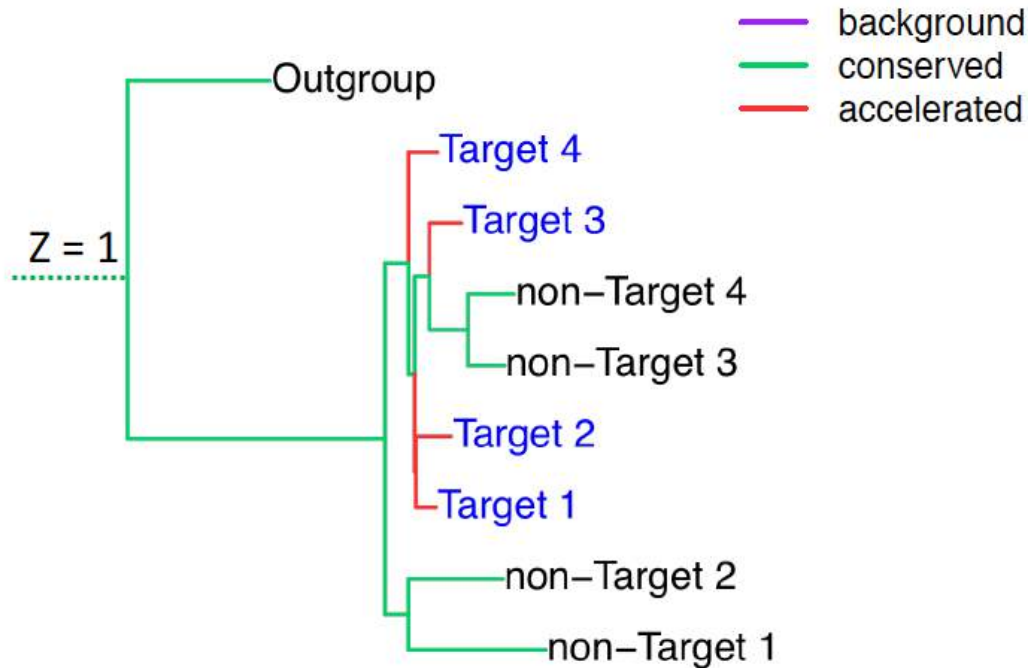 background
conserved
accelerated
Outgroup
Target 4
Target 3
Z = 1
non−Target 4
non−Target 3
Target 2
Target 1
non−Target 2
non−Target 1